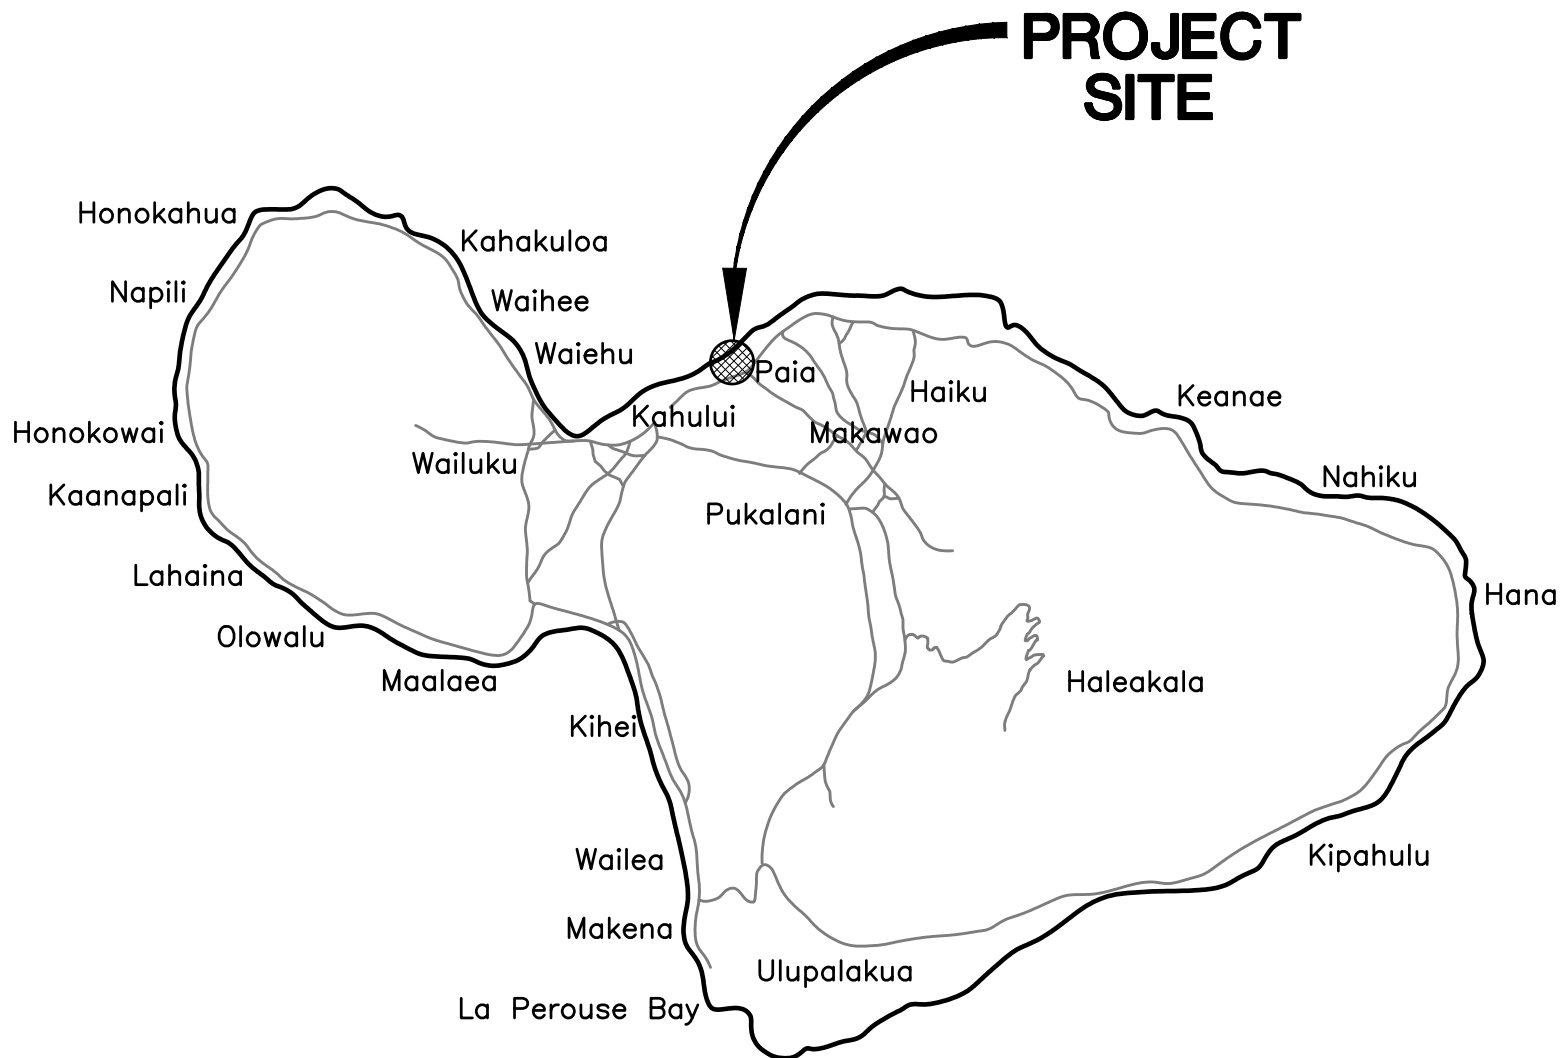 PROJECT
SITE
Honokahua
Kahakuloa
Napili
Waihee
Waiehu
Paia
Haiku
Keanae
Kahului
Honokowai
Makawao
Wailuku
Nahiku
Kaanapali
Pukalani
Lahaina
Hana
Olowalu
Maalaea
Haleakala
Kihei
Kipahulu
Wailea
Makena
Ulupalakua
La Perouse Bay